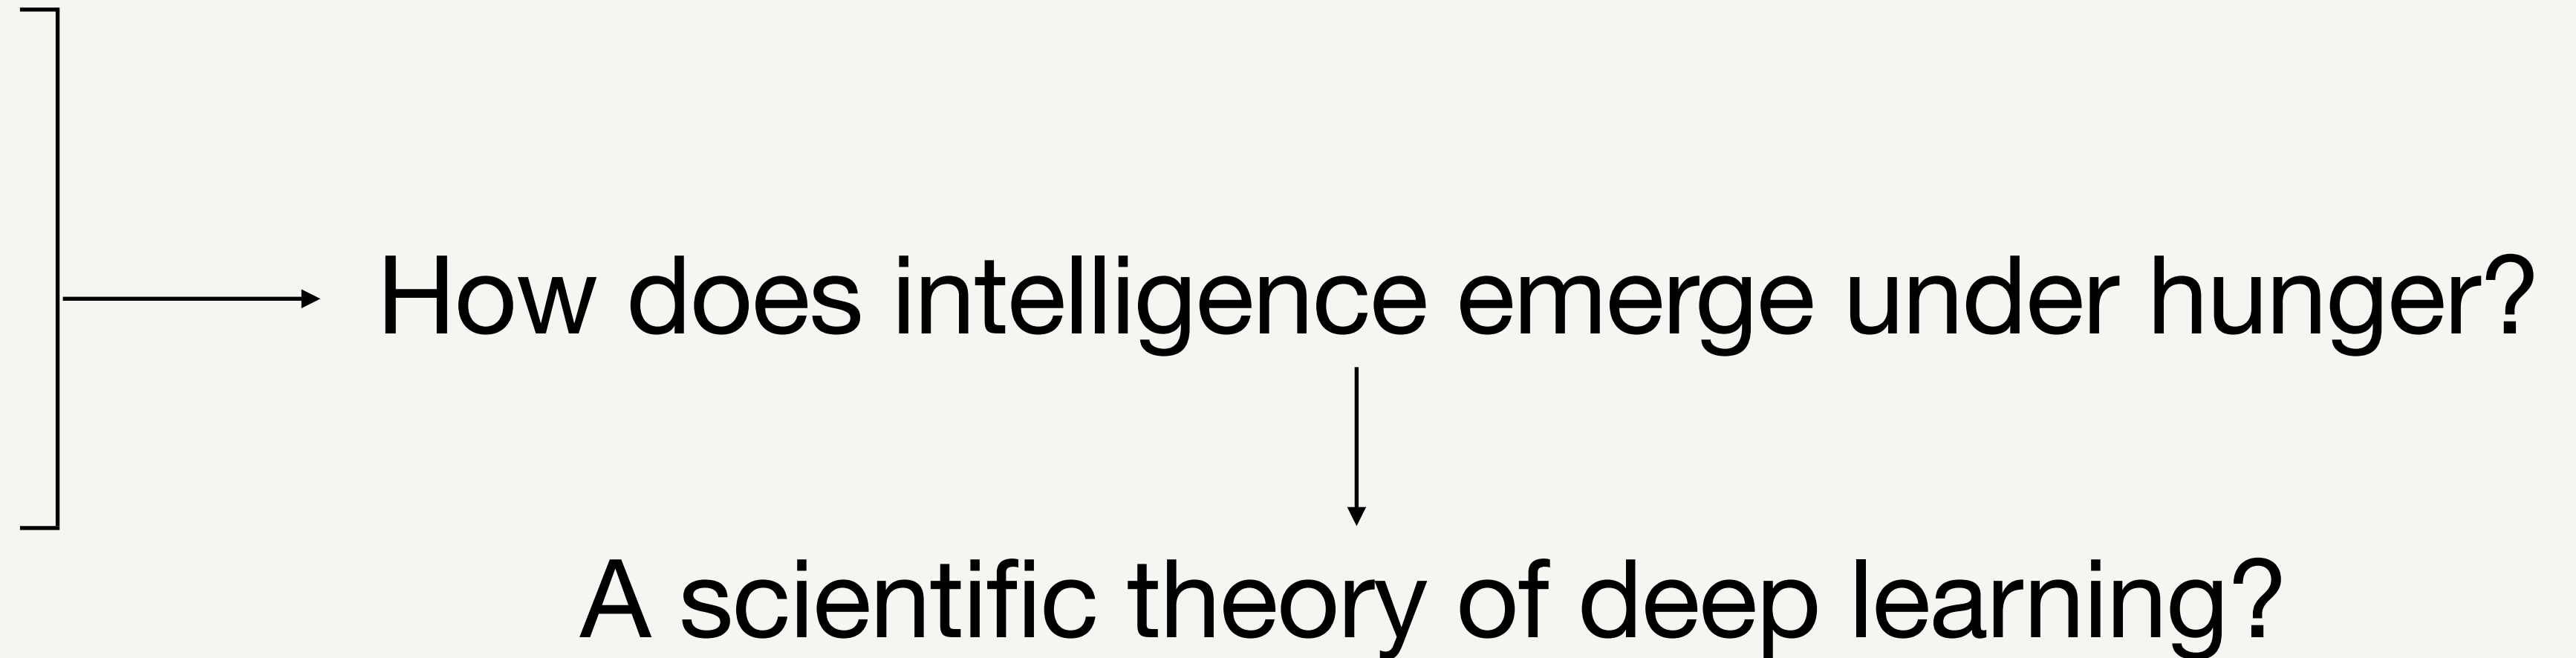 How does intelligence emerge under hunger?
A scientific theory of deep learning?